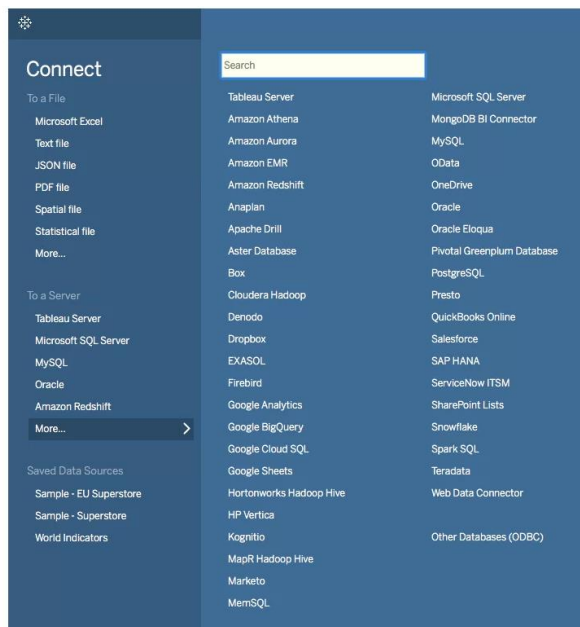 Connect
To a File
Microsoft Excel
Text file
JSON file
PDF file
Spatial file
Statistical file
More...
To a Server
Tableau Server
Microsoft SQL Server
MySQL
Oracle
Amazon Redshift
More...
Saved Data Sources
Sample - EU Superstore
Sample - Superstore
World Indicators
Search
Tableau Server
Amazon Athena
Amazon Aurora
Amazon EMR
Amazon Redshift
Anaplan
Apache Drill
Aster Database
Box
Cloudera Hadoop
Denodo
Dropbox
EXASOL
Firebird
Google Analytics
Google BigQuery
Google Cloud SQL
Google Sheets
Hortonworks Hadoop Hive
HP Vertica
Kognitio
MapR Hadoop Hive
Marketo
MemSQL
Microsoft SQL Server
MongoDB BI Connector
MySQL
OData
OneDrive
Oracle
Oracle Eloqua
Pivotal Greenplum Database
PostgreSQL
Presto
QuickBooks Online
Salesforce
SAP HANA
ServiceNow ITSM
SharePoint Lists
Snowflake
Spark SQL
Teradata
Web Data Connector
Other Databases (ODBC)